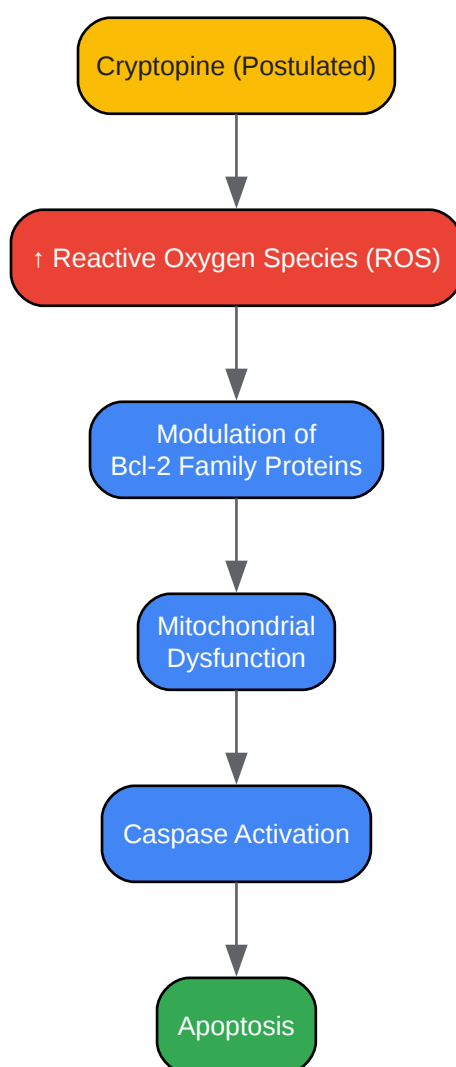 Cryptopine (Postulated)
↑ Reactive Oxygen Species (ROS)
Modulation of
Bcl-2 Family Proteins
Mitochondrial
Dysfunction
Caspase Activation
Apoptosis